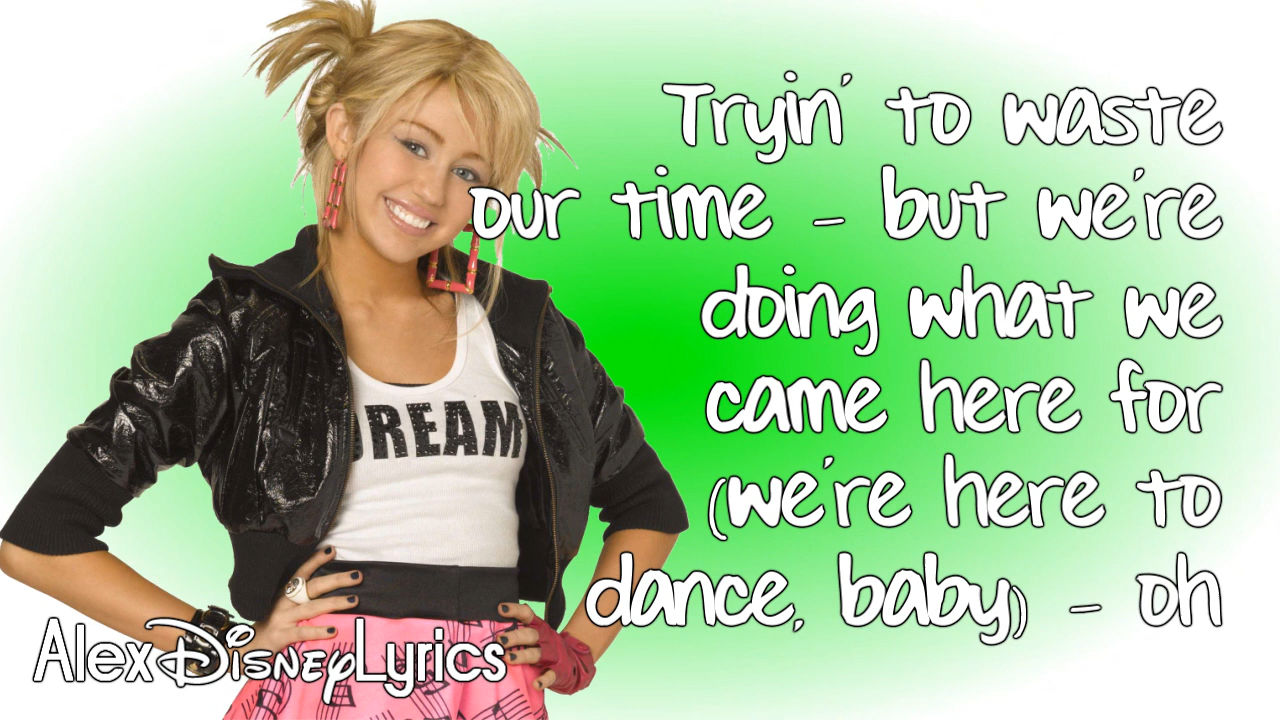 Tryin' to waste
our time - but we're
doing what we
came here for
(we're here to
dance, baby) - oh
DREAM
AlexDisneyLyrics